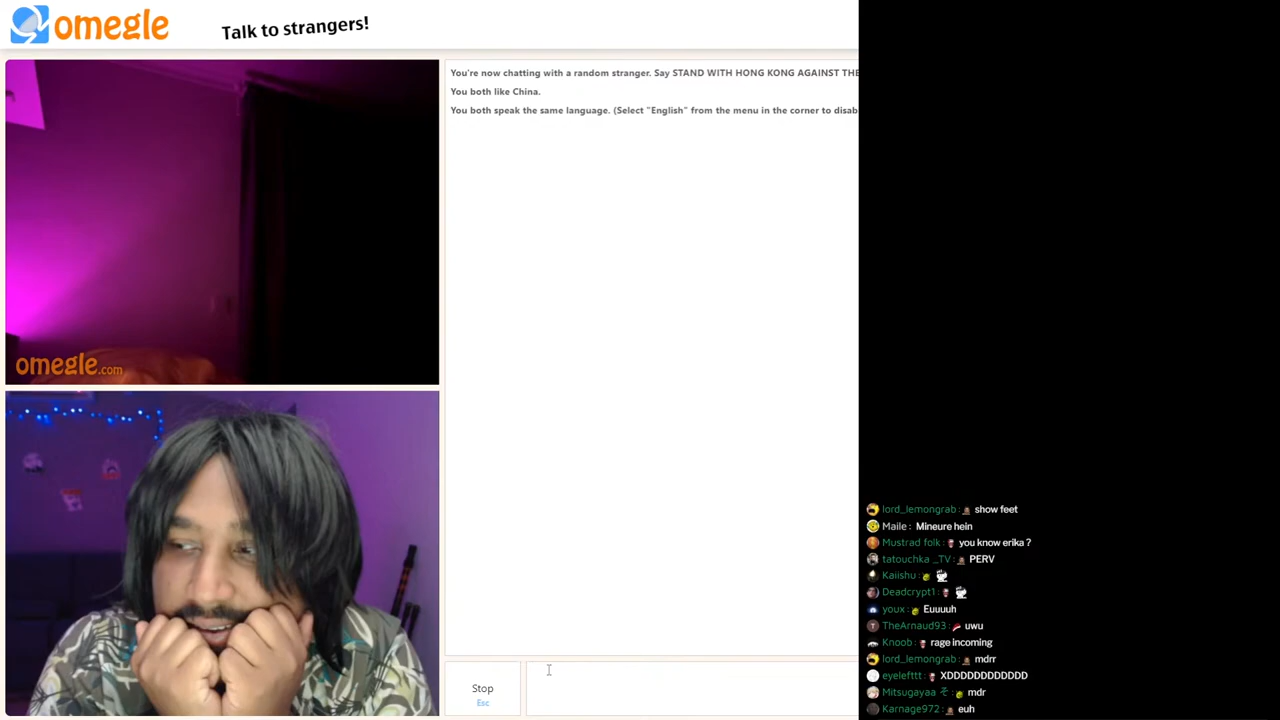 omegle
Talk to strangers!
You're now chatting with a random stranger. Say STAND WITH HONG KONG AGAINST THE
You both like China.
You both speak the same language. (Select "English" from the menu in the corner to disab
omegle.com
Stop
Esc
lord_lemongrab: show feet
Maile: Mineure hein
Mustrad folk: you know erika ?
tatouchka _TV: PERV
Kaiishu:
Deadcrypt1:
youx: Euuuuh
TheArnaud93: uwu
Knoob: rage incoming
lord_lemongrab: mdrr
eyelefttt: XDDDDDDDDDDDD
Mitsugayaa そ: mdr
Karnage972: euh